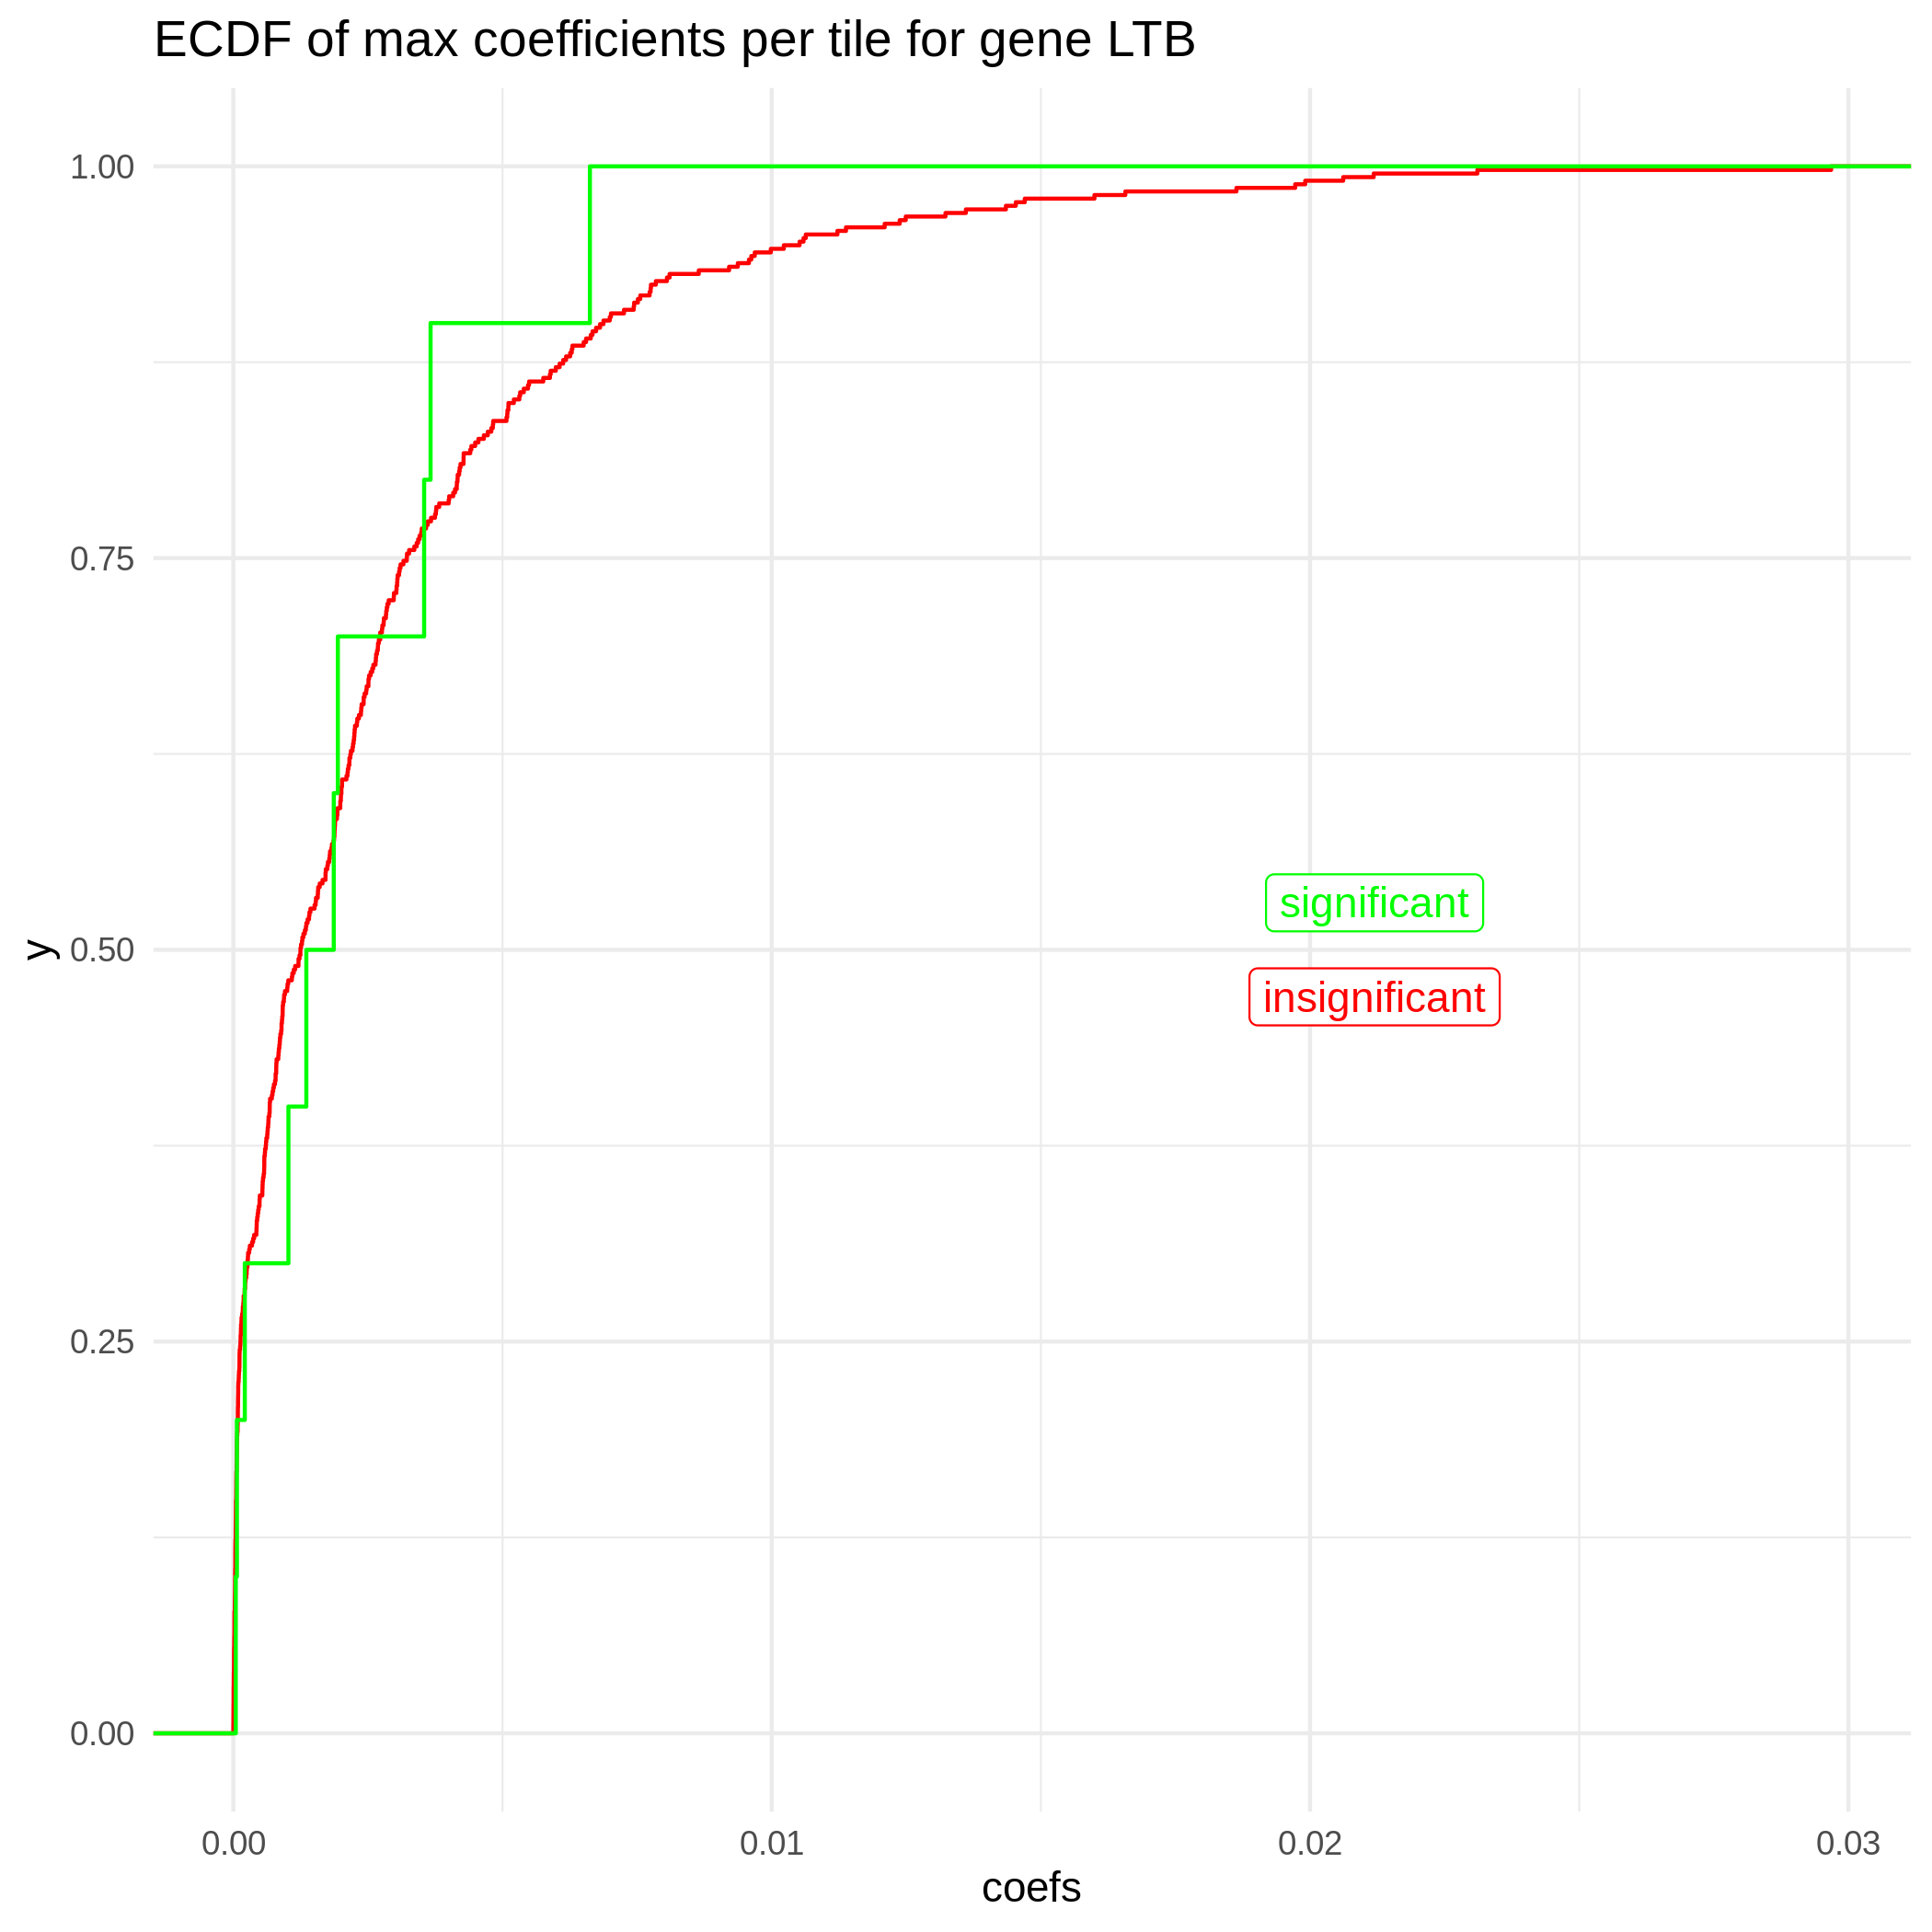 ECDF of max coefficients per tile for gene LTB
1.00
0.75
0.50
0.25
0.00
y
significant
insignificant
0.00 0.01 0.02 0.03
coefs